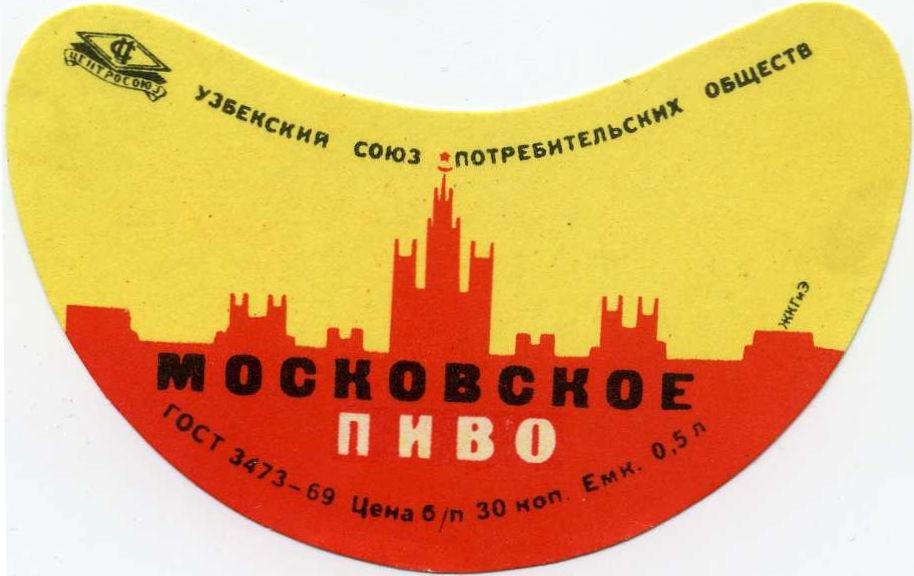 ЦЕНТРОСОЮЗ
УЗБЕКСКИЙ СОЮЗ ПОТРЕБИТЕЛЬСКИХ ОБЩЕСТВ
ЖКГиЭ
МОСКОВСКОЕ
ПИВО
ГОСТ 3473-69 Цена б/п 30 коп. Емк. 0,5 л